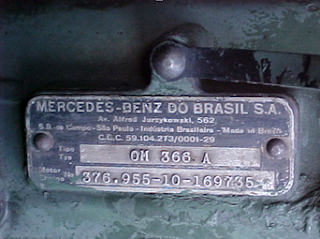 MERCEDES-BENZ DO BRASIL S.A.
Av. Alfred Jurzykowski, 562
S.B. do Campo - São Paulo - Indústria Brasileira - Made in Brazil
C.G.C. 59.104.273/0001-29
Tipo
OM 366 A
Motor
376.955-10-169735